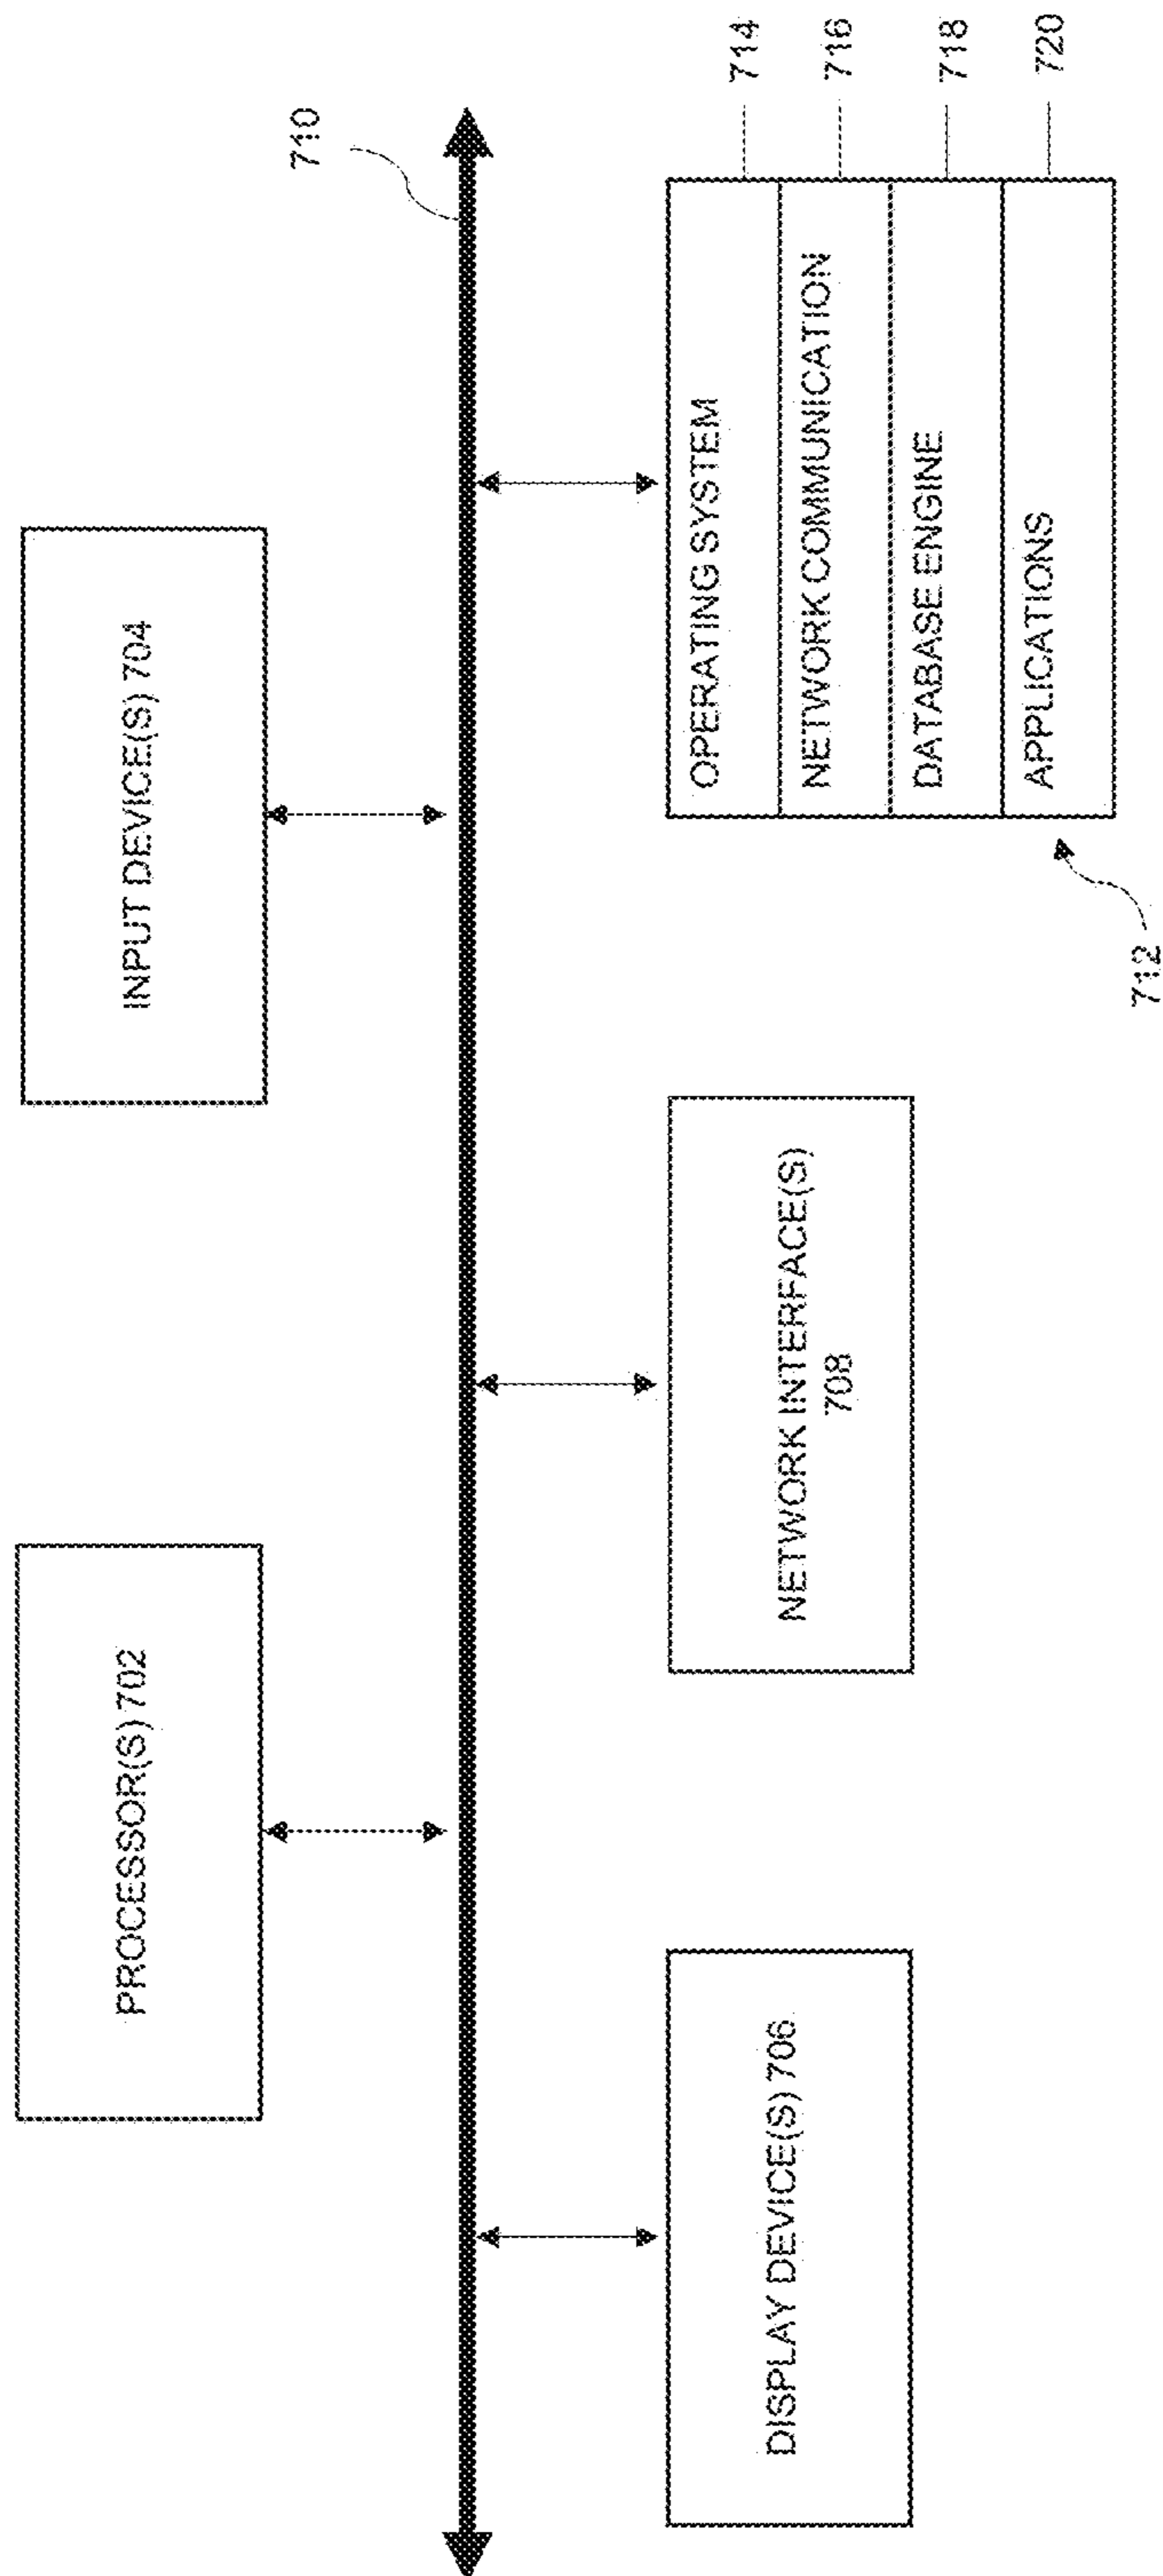 PROCESSOR(S) 702
INPUT DEVICE(S) 704
710
DISPLAY DEVICE(S) 706
NETWORK INTERFACE(S)
708
OPERATING SYSTEM
714
NETWORK COMMUNICATION
716
DATABASE ENGINE
718
APPLICATIONS
720
712